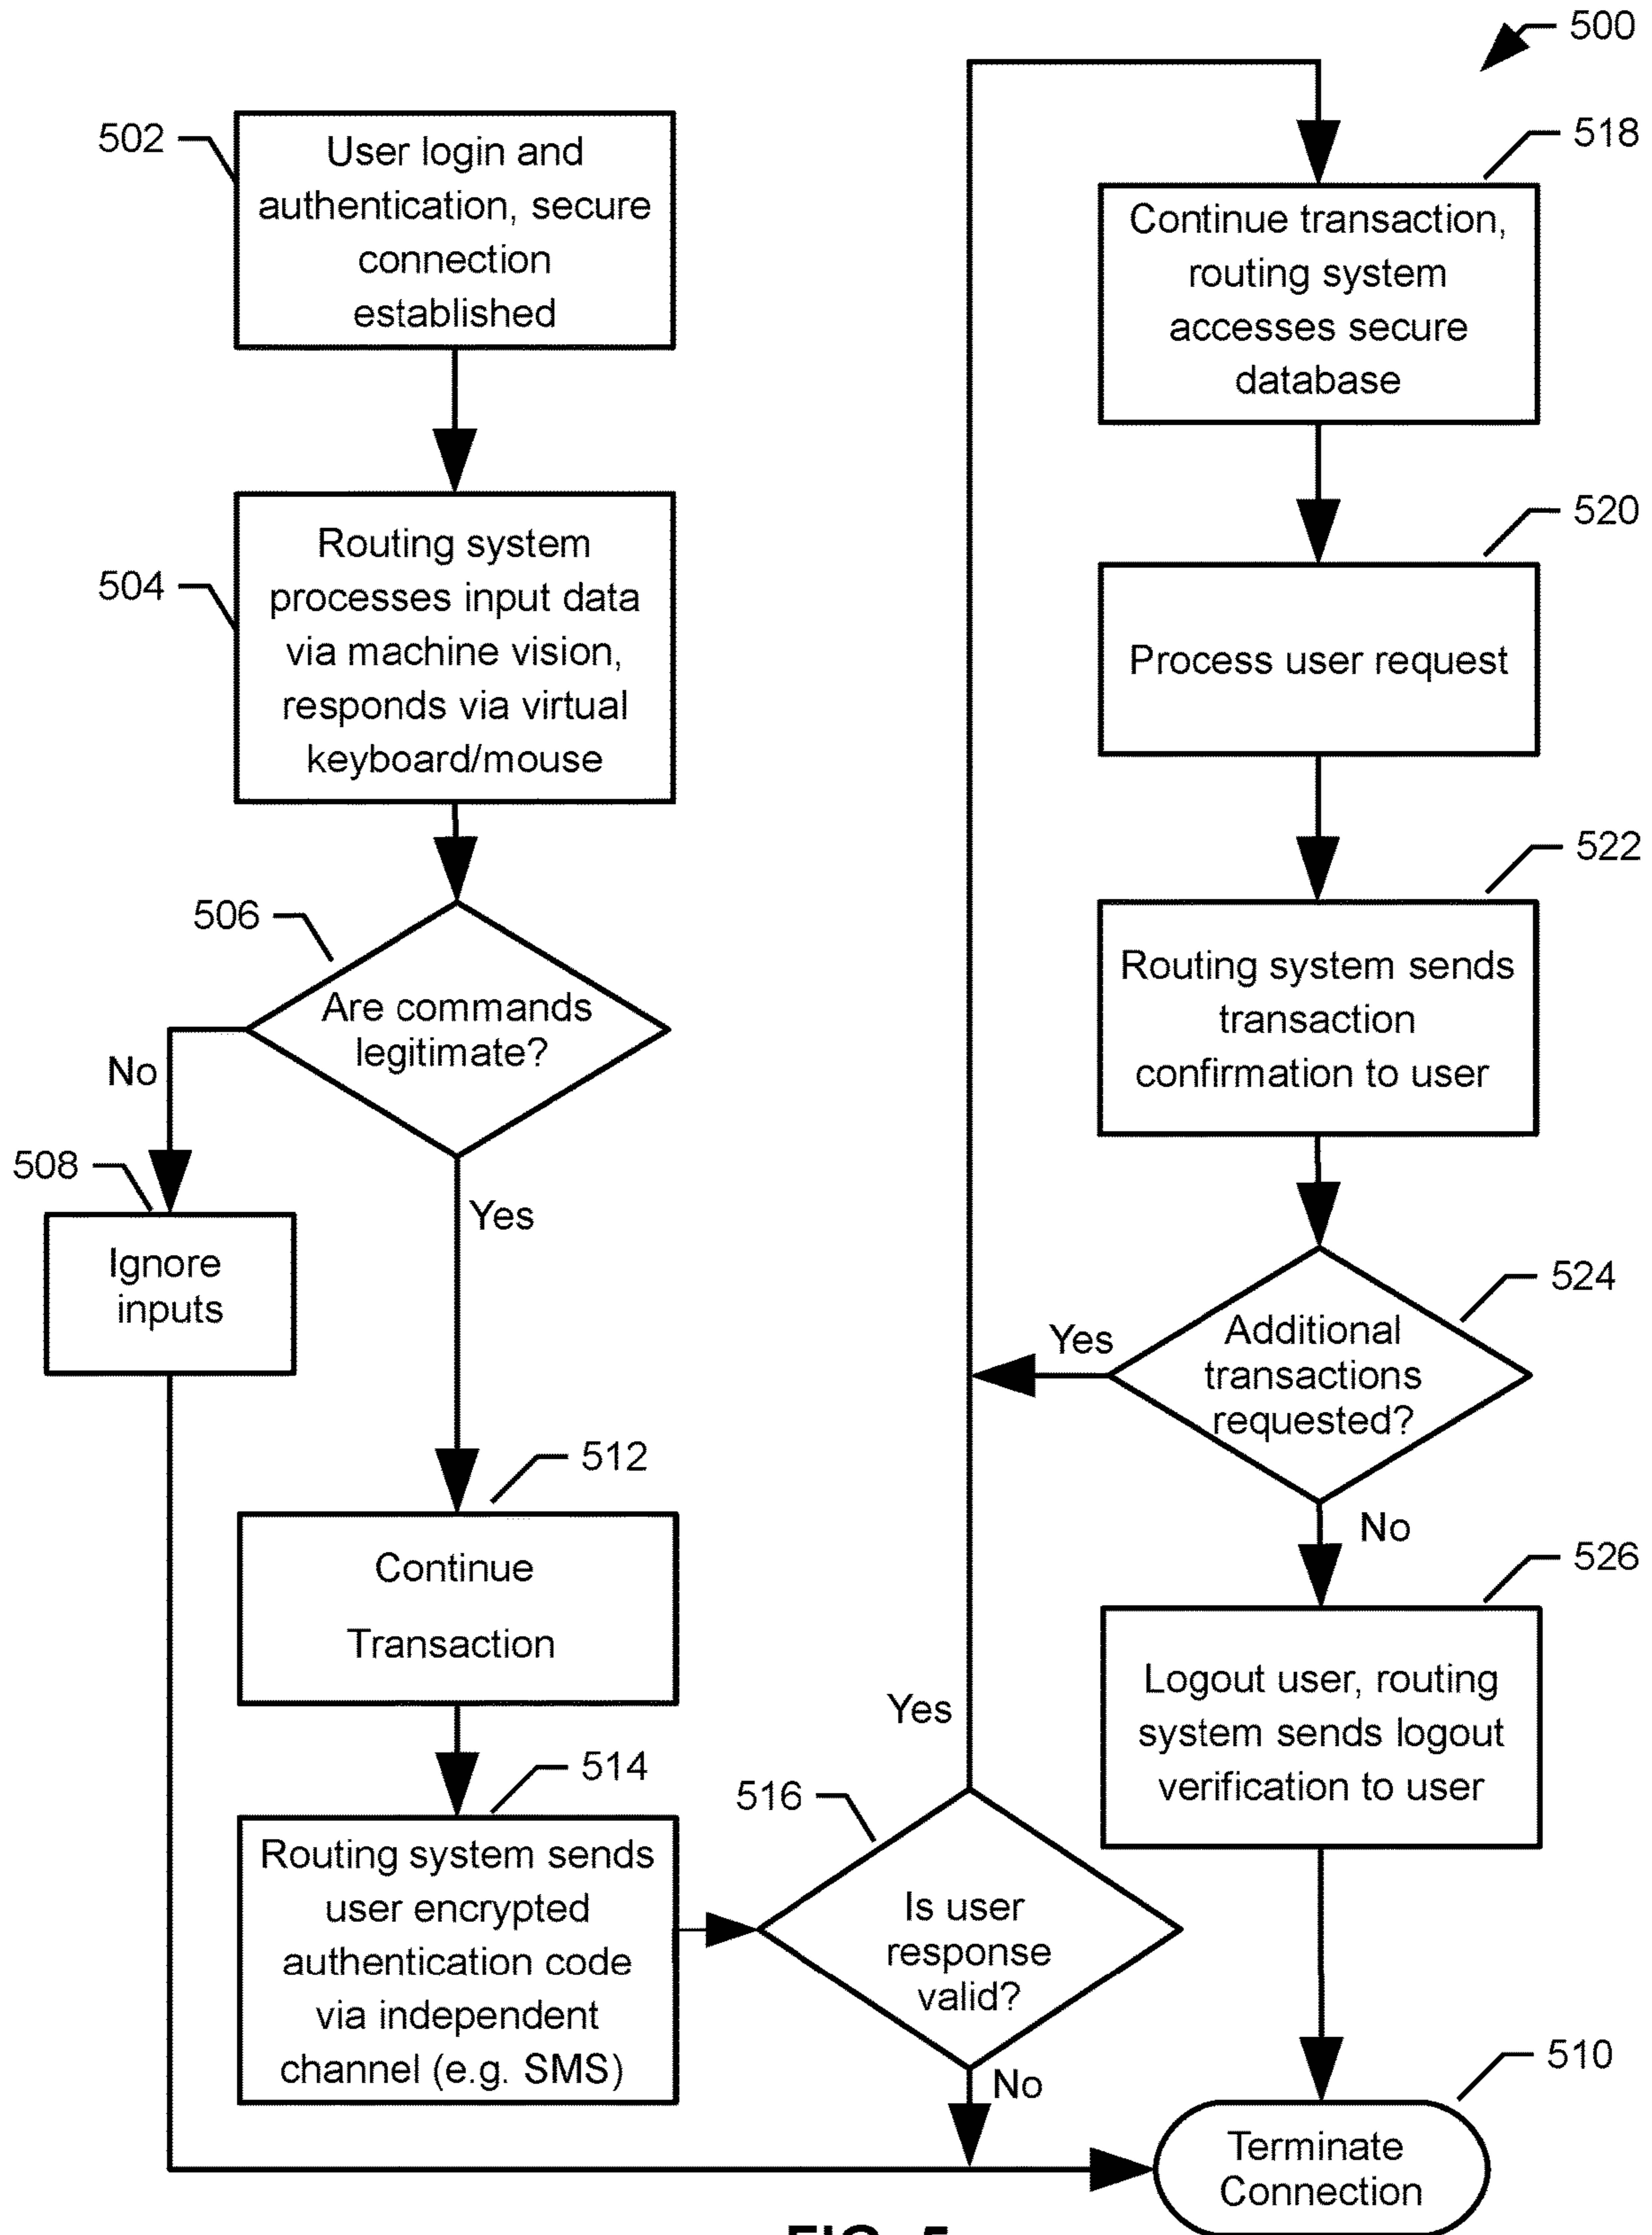 500
502
User login and
authentication, secure
connection
established
504
Routing system
processes input data
via machine vision,
responds via virtual
keyboard/mouse
506
Are commands
legitimate?
No
Yes
508
Ignore
inputs
512
Continue
Transaction
514
Routing system sends
user encrypted
authentication code
via independent
channel (e.g. SMS)
516
Is user
response
valid?
Yes
No
518
Continue transaction,
routing system
accesses secure
database
520
Process user request
522
Routing system sends
transaction
confirmation to user
524
Additional
transactions
requested?
Yes
No
526
Logout user, routing
system sends logout
verification to user
510
Terminate
Connection
FIG. 5